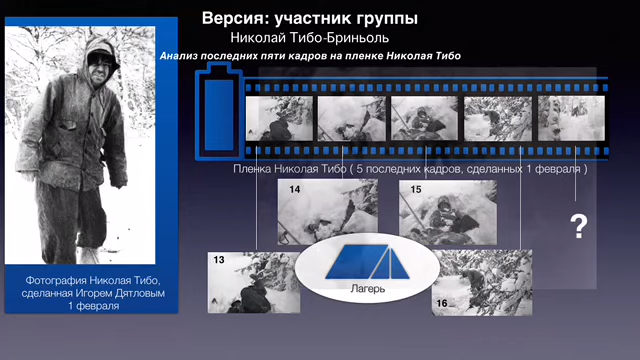 Версия: участник группы
Николай Тибо-Бриньоль
Анализ последних пяти кадров на пленке Николая Тибо
Пленка Николая Тибо ( 5 последних кадров, сделанных 1 февраля )
14
15
?
13
16
Лагерь
Фотография Николая Тибо,
сделанная Игорем Дятловым
1 февраля